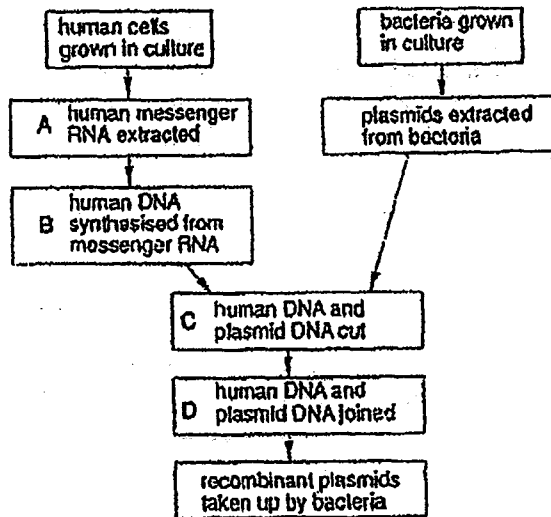 human cells
grown in culture
bacteria grown
in culture
A human messenger
RNA extracted
plasmids extracted
from bacteria
B human DNA
synthesised from
messenger RNA
C human DNA and
plasmid DNA cut
D human DNA and
plasmid DNA joined
recombinant plasmids
taken up by bacteria